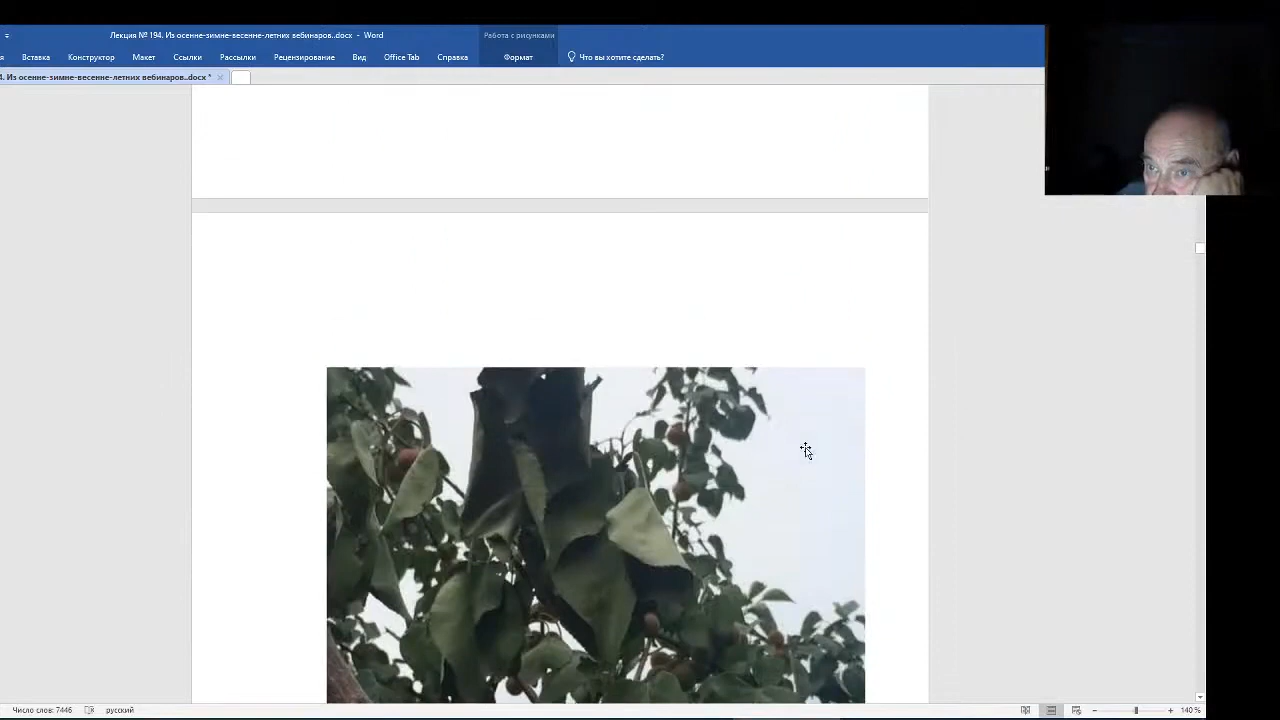 Лекция № 194. Из осенне-зимне-весенне-летних вебинаров..docx - Word
Работа с рисунками
Вставка Конструктор Макет Ссылки Рассылки Рецензирование Вид Office Tab Справка Формат Что вы хотите сделать?
4. Из осенне-зимне-весенне-летних вебинаров..docx *
Число слов: 7446 русский 140 %